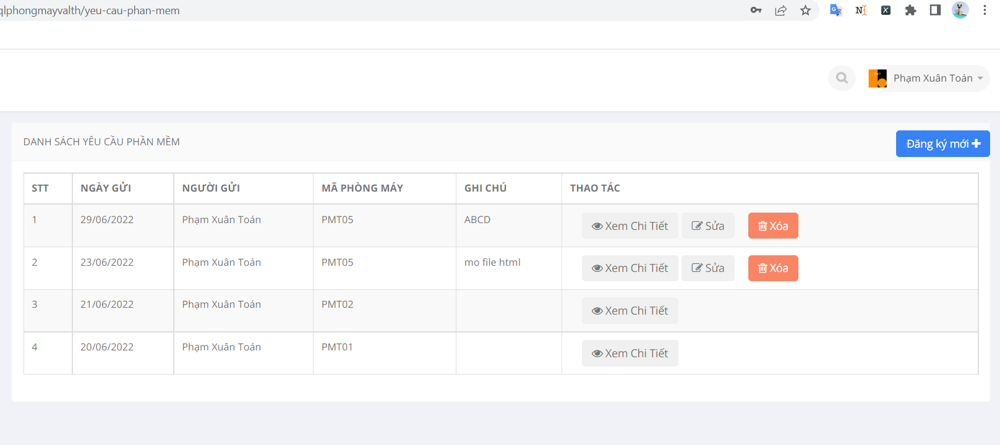 qlphongmayvalth/yeu-cau-phan-mem
Phạm Xuân Toán
DANH SÁCH YÊU CẦU PHẦN MỀM
Đăng ký mới
STT NGÀY GỬI NGƯỜI GỬI MÃ PHÒNG MÁY GHI CHÚ THAO TÁC
1 29/06/2022 Phạm Xuân Toán PMT05 ABCD Xem Chi Tiết Sửa Xóa
2 23/06/2022 Phạm Xuân Toán PMT05 mo file html Xem Chi Tiết Sửa Xóa
3 21/06/2022 Phạm Xuân Toán PMT02 Xem Chi Tiết
4 20/06/2022 Phạm Xuân Toán PMT01 Xem Chi Tiết